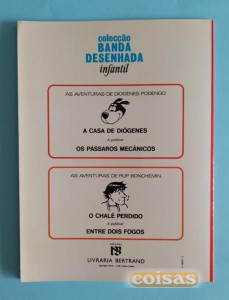 colecção
BANDA
DESENHADA
infantil
AS AVENTURAS DE DIÓGENES PODENGO
A CASA DE DIÓGENES
a publicar
OS PÁSSAROS MECÂNICOS
AS AVENTURAS DE RUP BONCHEMIN
O CHALÉ PERDIDO
a publicar
ENTRE DOIS FOGOS
LIVRARIA BERTRAND
coisas